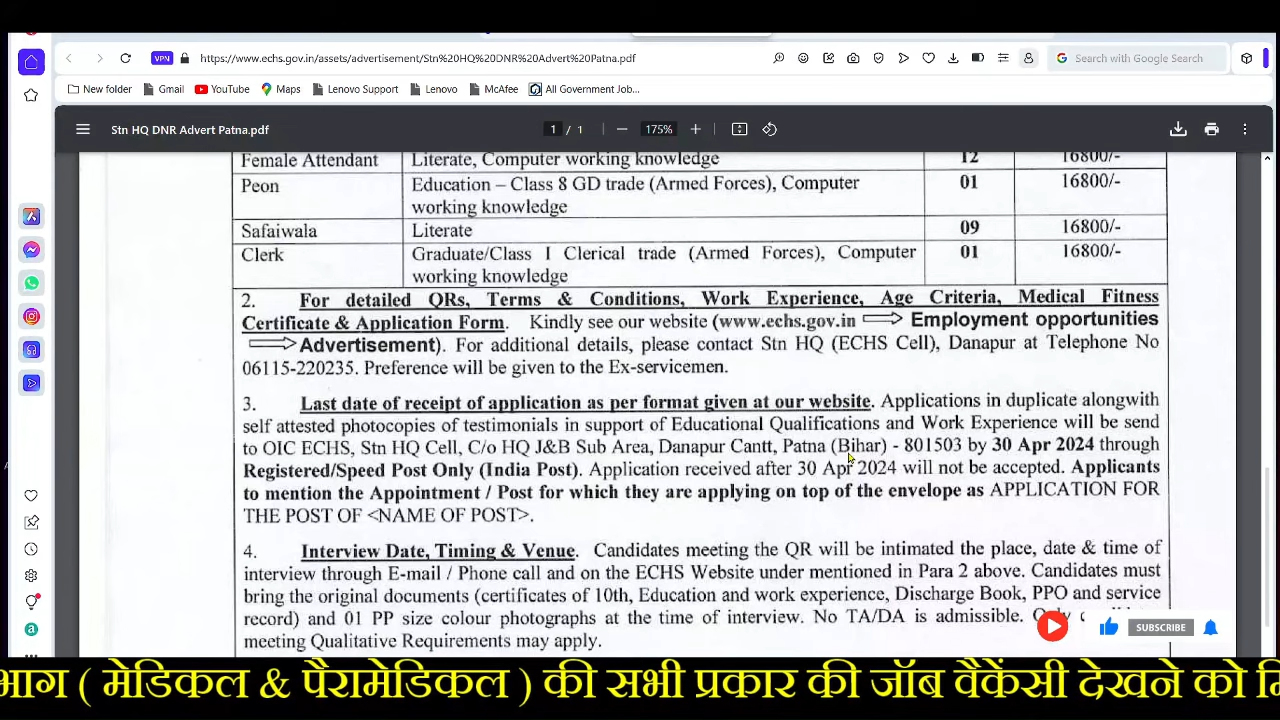 VPN https://www.echs.gov.in/assets/advertisement/Stn%20HQ%20DNR%20Advert%20Patna.pdf Search with Google Search
New folder Gmail YouTube Maps Lenovo Support Lenovo McAfee All Government Job...
Stn HQ DNR Advert Patna.pdf 1 / 1 175%
Female Attendant Literate, Computer working knowledge 12 16800/-
Peon Education – Class 8 GD trade (Armed Forces), Computer 01 16800/-
working knowledge
Safaiwala Literate 09 16800/-
Clerk Graduate/Class I Clerical trade (Armed Forces), Computer 01 16800/-
working knowledge
2. For detailed QRs, Terms & Conditions, Work Experience, Age Criteria, Medical Fitness
Certificate & Application Form. Kindly see our website (www.echs.gov.in Employment opportunities
Advertisement). For additional details, please contact Stn HQ (ECHS Cell), Danapur at Telephone No
06115-220235. Preference will be given to the Ex-servicemen.
3. Last date of receipt of application as per format given at our website. Applications in duplicate alongwith
self attested photocopies of testimonials in support of Educational Qualifications and Work Experience will be send
to OIC ECHS, Stn HQ Cell, C/o HQ J&B Sub Area, Danapur Cantt, Patna (Bihar) - 801503 by 30 Apr 2024 through
Registered/Speed Post Only (India Post). Application received after 30 Apr 2024 will not be accepted. Applicants
to mention the Appointment / Post for which they are applying on top of the envelope as APPLICATION FOR
THE POST OF <NAME OF POST>.
4. Interview Date, Timing & Venue. Candidates meeting the QR will be intimated the place, date & time of
interview through E-mail / Phone call and on the ECHS Website under mentioned in Para 2 above. Candidates must
bring the original documents (certificates of 10th, Education and work experience, Discharge Book, PPO and service
record) and 01 PP size colour photographs at the time of interview. No TA/DA is admissible. Only
meeting Qualitative Requirements may apply.
SUBSCRIBE
भाग ( मेडिकल & पैरामेडिकल ) की सभी प्रकार की जॉब वैकेंसी देखने को